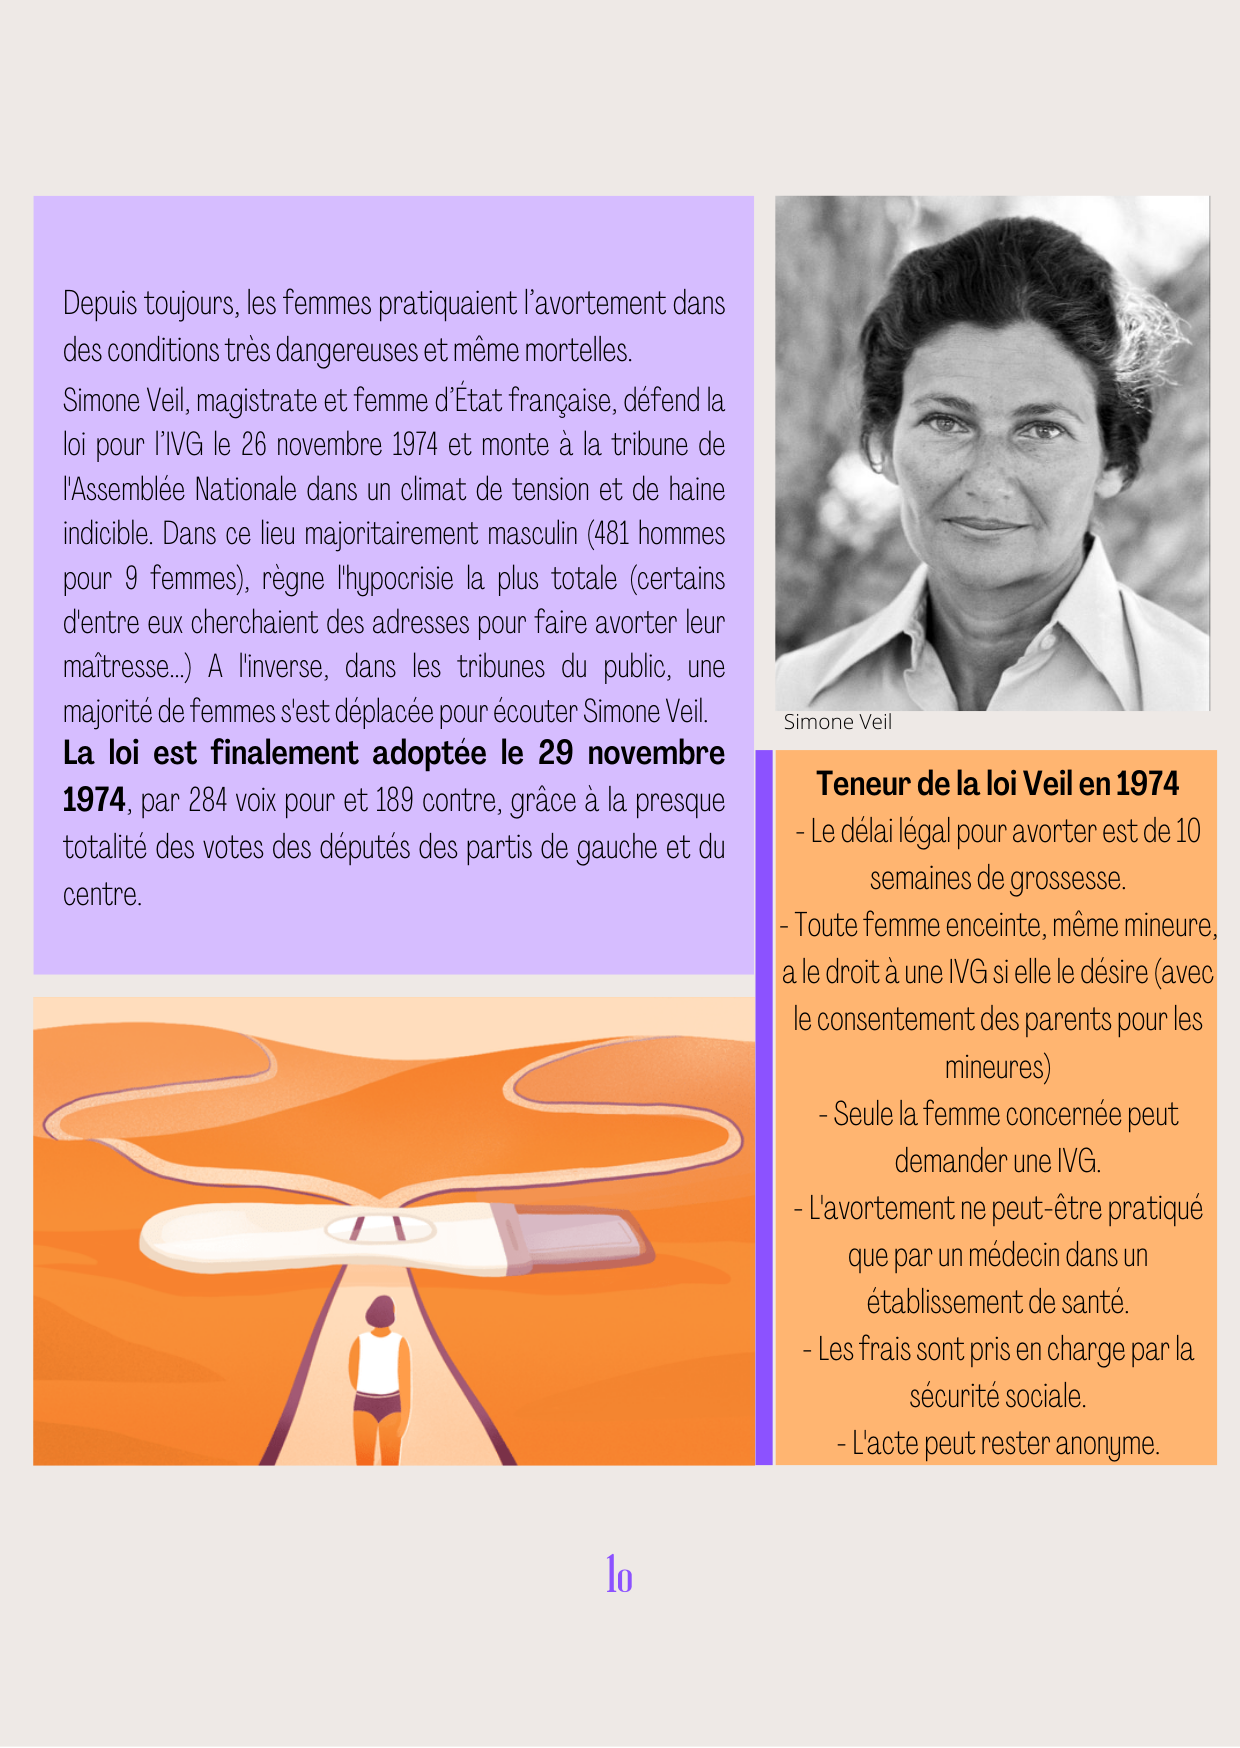 Depuis toujours, les femmes pratiquaient l’avortement dans
des conditions très dangereuses et même mortelles.
Simone Veil, magistrate et femme d’État française, défend la
loi pour l’IVG le 26 novembre 1974 et monte à la tribune de
l'Assemblée Nationale dans un climat de tension et de haine
indicible. Dans ce lieu majoritairement masculin (481 hommes
pour 9 femmes), règne l'hypocrisie la plus totale (certains
d'entre eux cherchaient des adresses pour faire avorter leur
maîtresse...) A l'inverse, dans les tribunes du public, une
majorité de femmes s'est déplacée pour écouter Simone Veil.
La loi est finalement adoptée le 29 novembre
1974, par 284 voix pour et 189 contre, grâce à la presque
totalité des votes des députés des partis de gauche et du
centre.
Simone Veil
Teneur de la loi Veil en 1974
- Le délai légal pour avorter est de 10
semaines de grossesse.
- Toute femme enceinte, même mineure,
a le droit à une IVG si elle le désire (avec
le consentement des parents pour les
mineures)
- Seule la femme concernée peut
demander une IVG.
- L'avortement ne peut-être pratiqué
que par un médecin dans un
établissement de santé.
- Les frais sont pris en charge par la
sécurité sociale.
- L'acte peut rester anonyme.
10